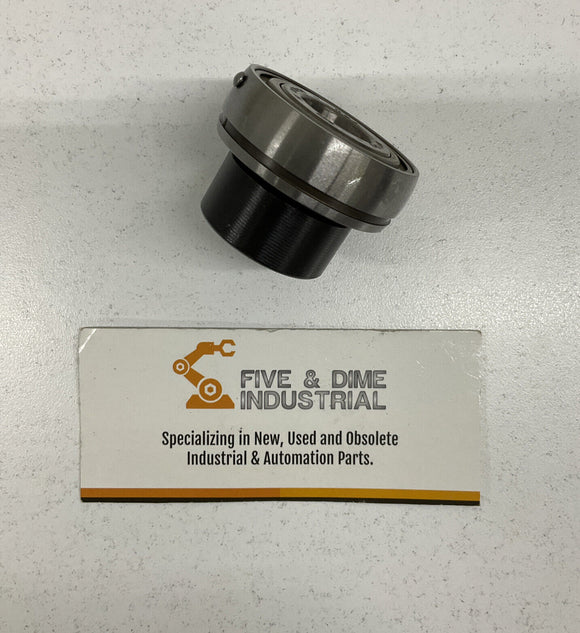 FIVE & DIME
INDUSTRIAL
Specializing in New, Used and Obsolete
Industrial & Automation Parts.